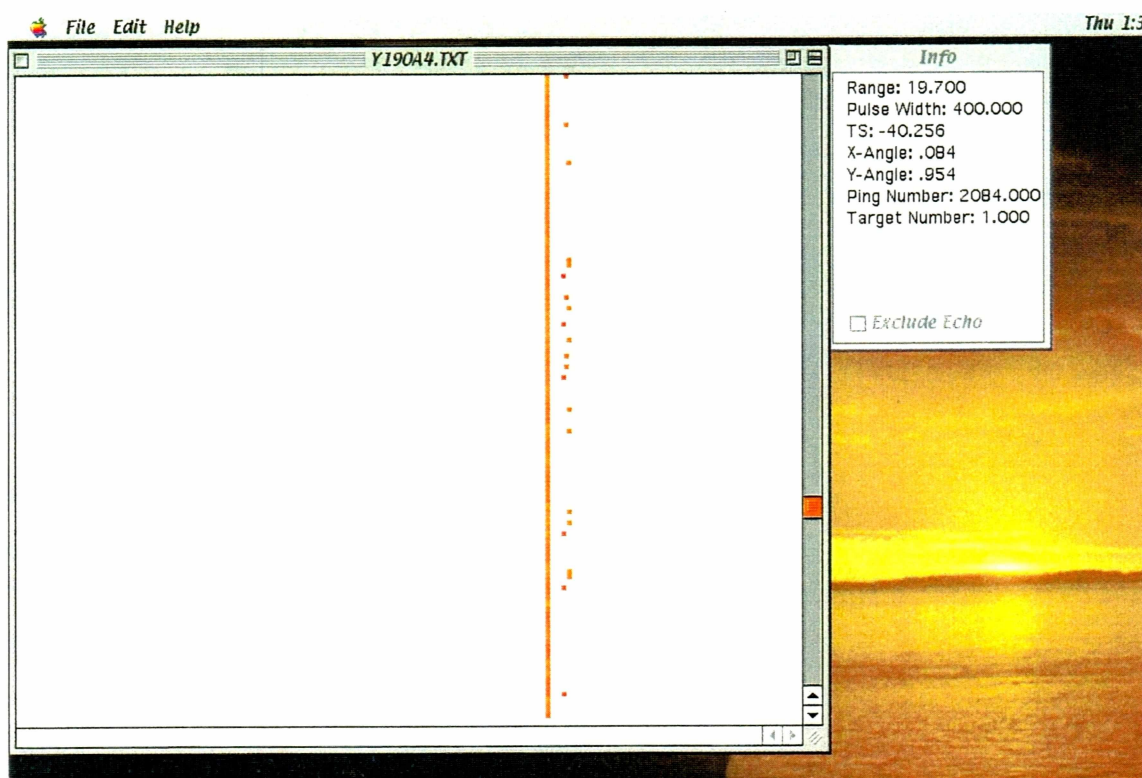 File Edit Help
Thu 1:3
Y190A4.TXT
Info
Range: 19.700
Pulse Width: 400.000
TS: -40.256
X-Angle: .084
Y-Angle: .954
Ping Number: 2084.000
Target Number: 1.000
Exclude Echo